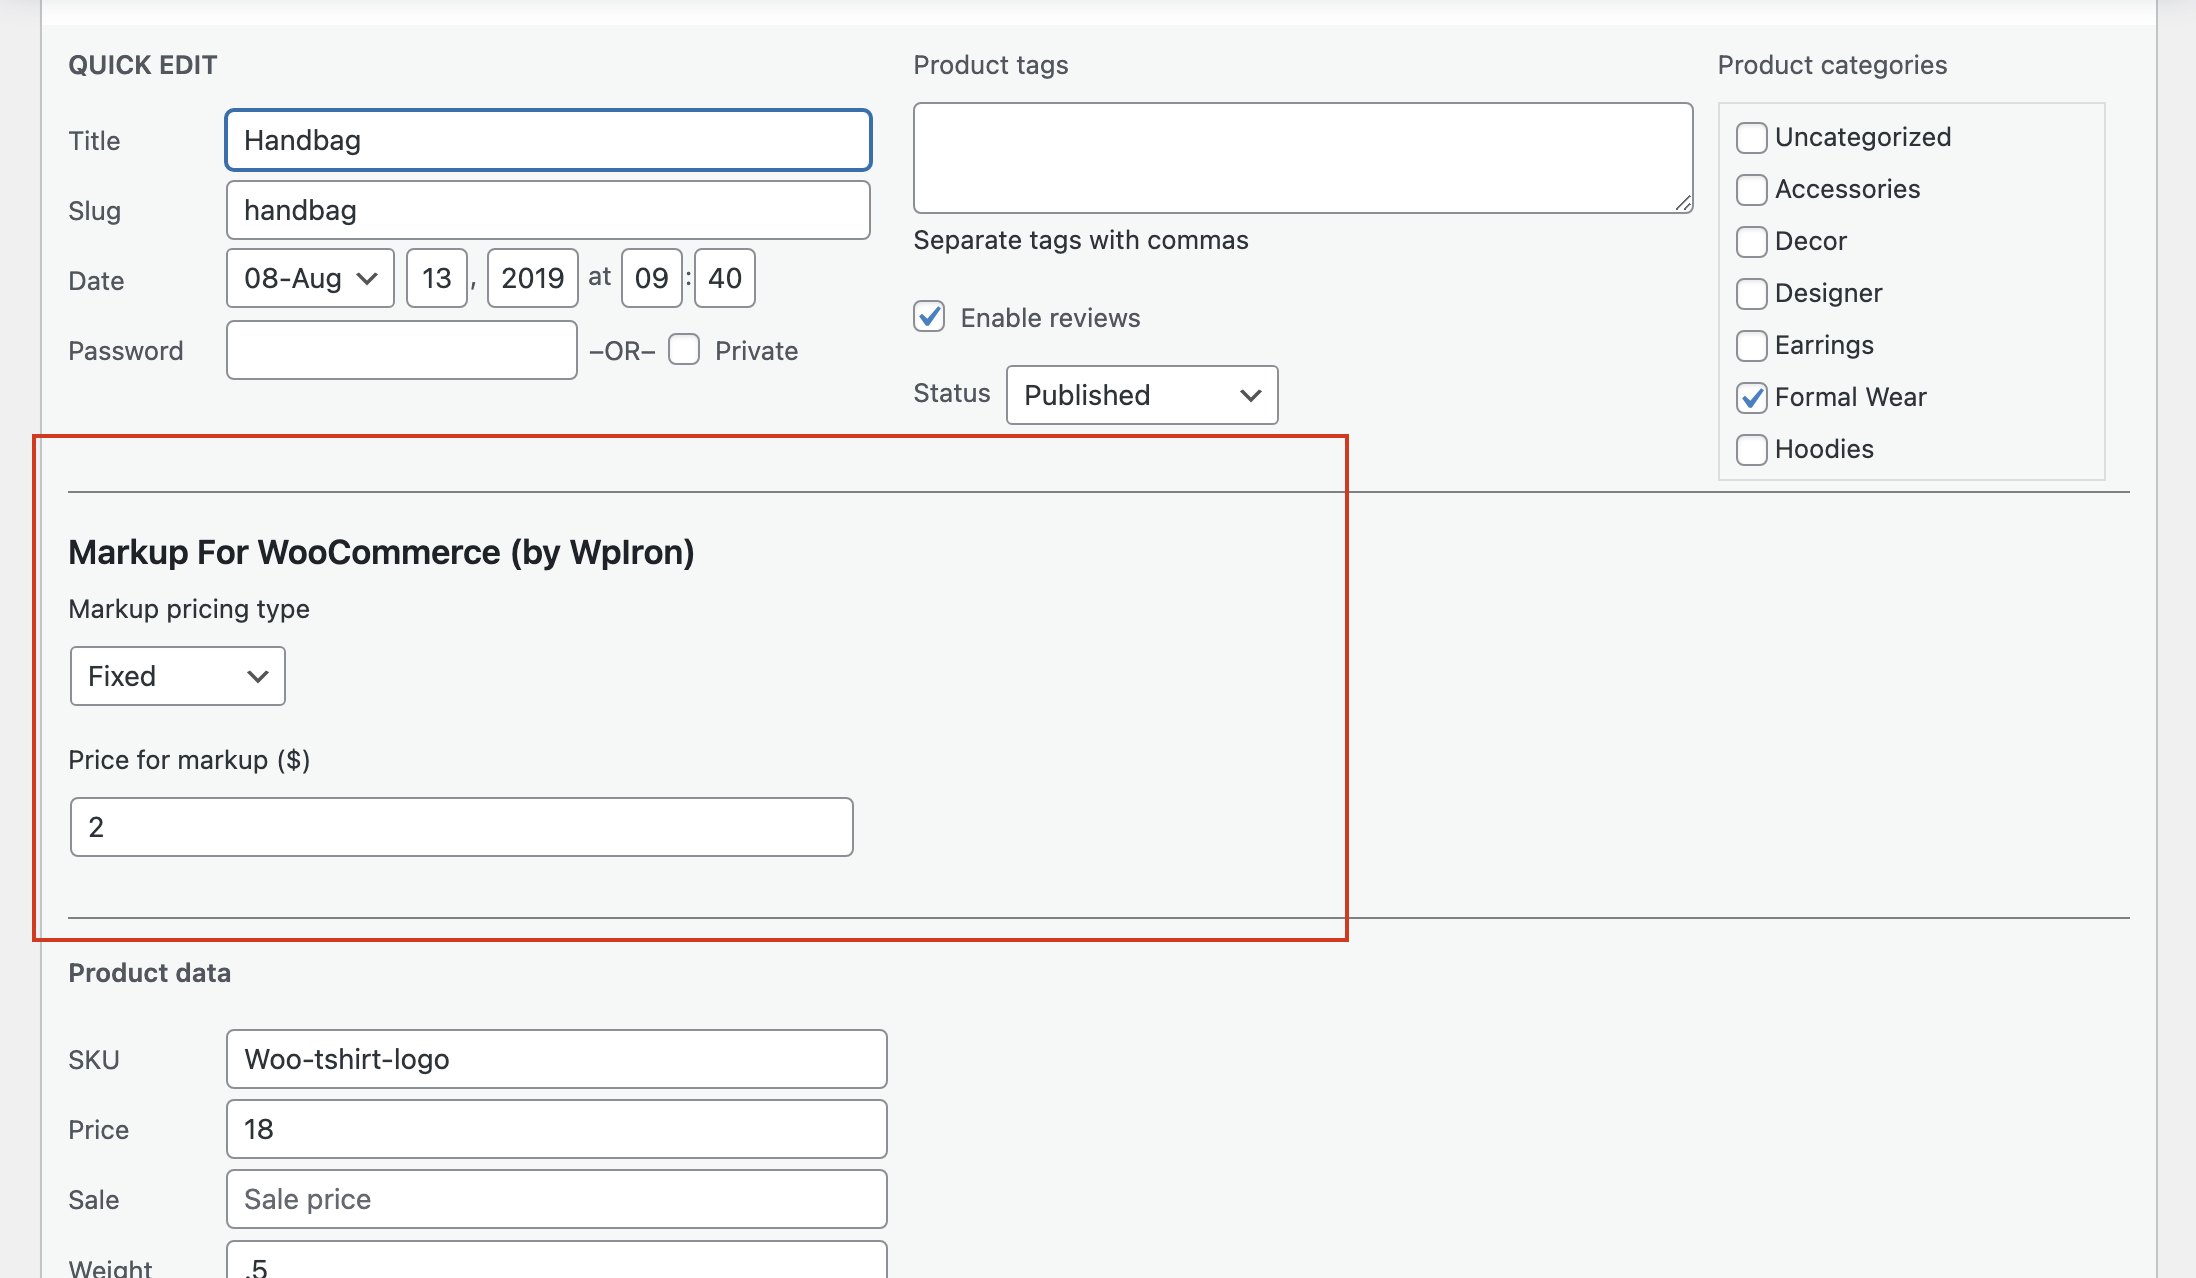 QUICK EDIT
Title
Handbag
Slug
handbag
Date
08-Aug 13 , 2019 at 09 : 40
Password
–OR– Private
Product tags
Separate tags with commas
Enable reviews
Status
Published
Product categories
Uncategorized
Accessories
Decor
Designer
Earrings
Formal Wear
Hoodies
Markup For WooCommerce (by WpIron)
Markup pricing type
Fixed
Price for markup ($)
2
Product data
SKU
Woo-tshirt-logo
Price
18
Sale
Sale price
Weight
.5